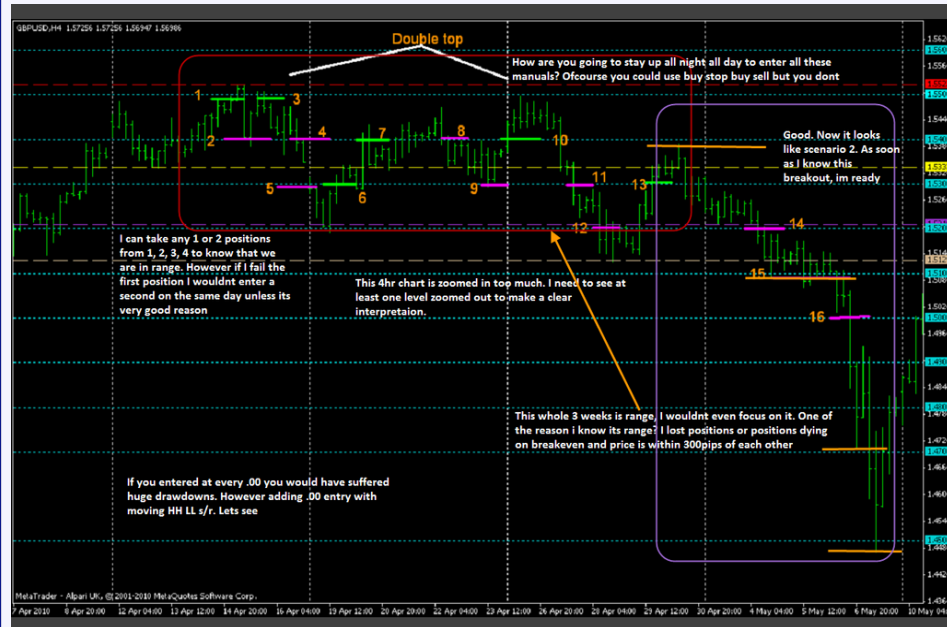 GBPUSD,H4 1.57256 1.57256 1.56947 1.56986
Double top
How are you going to stay up all night all day to enter all these
manuals? Ofcourse you could use buy stop buy sell but you dont
1
3
2
4
5
6
7
8
9
10
11
12
13
Good. Now it looks
like scenario 2. As soon
as I know this
breakout, im ready
14
15
16
I can take any 1 or 2 positions
from 1, 2, 3, 4 to know that we
are in range. However if I fail the
first position I wouldnt enter a
second on the same day unless its
very good reason
This 4hr chart is zoomed in too much. I need to see at
least one level zoomed out to make a clear
interpretaion.
This whole 3 weeks is range, I wouldnt even focus on it. One of
the reason i know its range? I lost positions or positions dying
on breakeven and price is within 300pips of each other
If you entered at every .00 you would have suffered
huge drawdowns. However adding .00 entry with
moving HH LL s/r. Lets see
MetaTrader - Alpari UK, © 2001-2010 MetaQuotes Software Corp.
7 Apr 2010 8 Apr 20:00 12 Apr 04:00 13 Apr 12:00 14 Apr 20:00 16 Apr 04:00 19 Apr 12:00 20 Apr 20:00 22 Apr 04:00 23 Apr 12:00 26 Apr 20:00 28 Apr 04:00 29 Apr 12:00 30 Apr 20:00 4 May 04:00 5 May 12:00 6 May 20:00 10 May